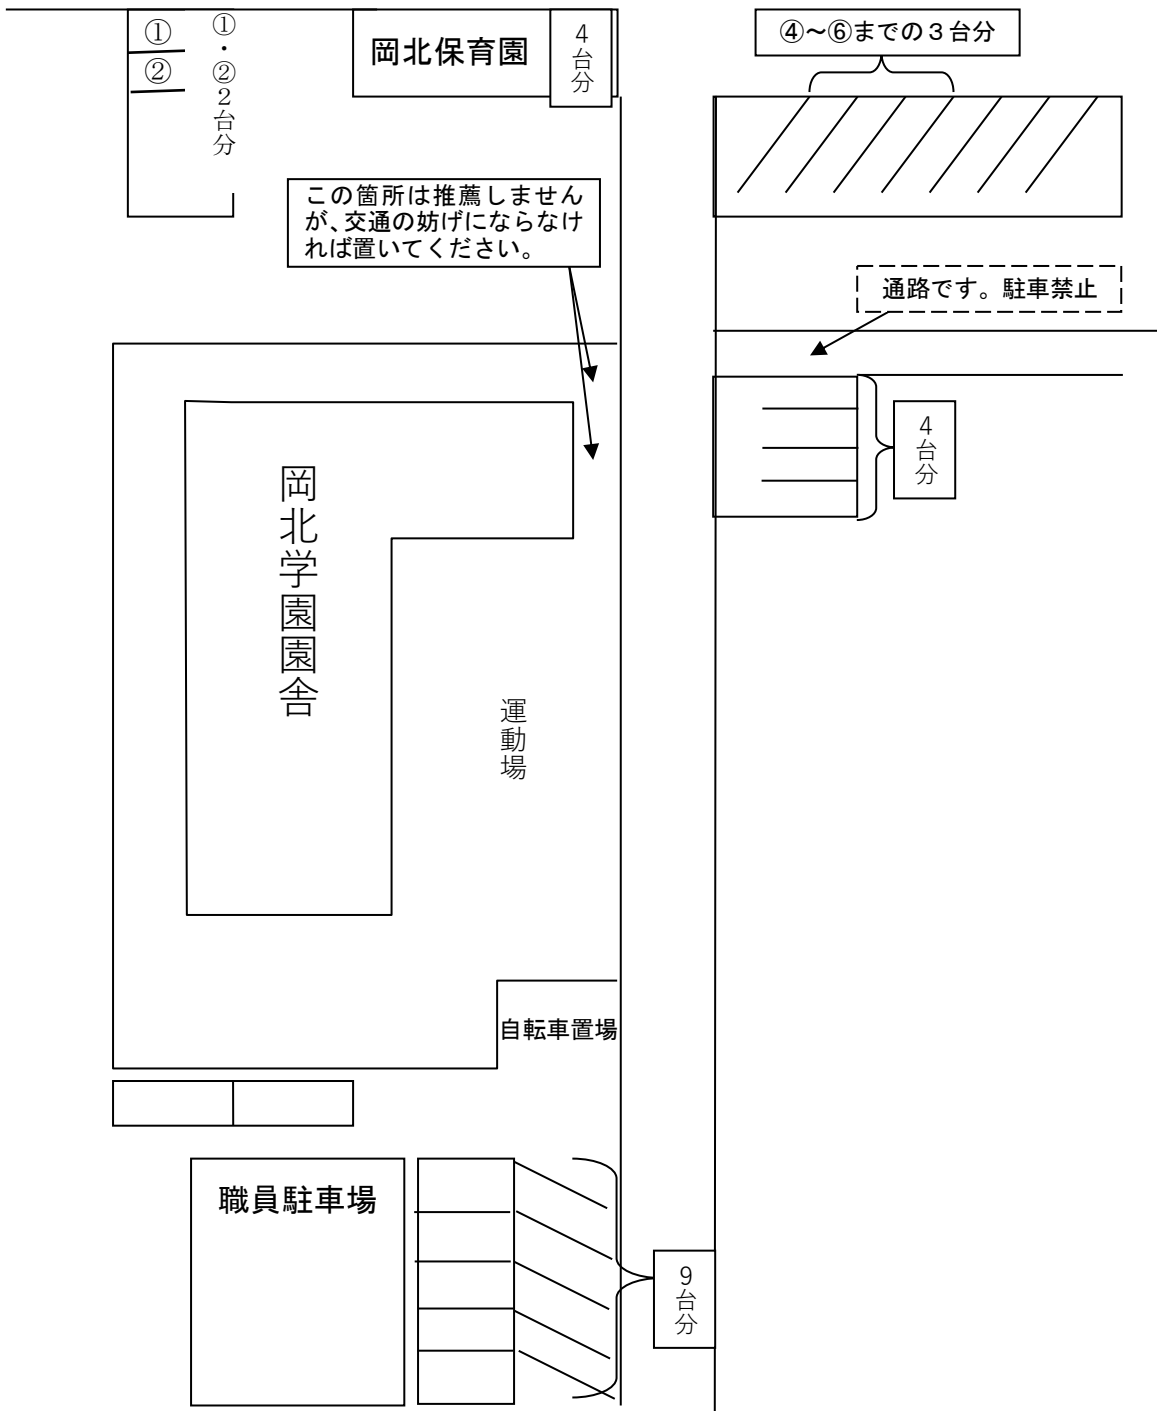 ①
②
①・②２台分
岡北保育園
４台分
④～⑥までの３台分
この箇所は推薦しません
が、交通の妨げにならなけ
れば置いてください。
通路です。駐車禁止
４台分
岡北学園園舎
運動場
自転車置場
職員駐車場
９台分